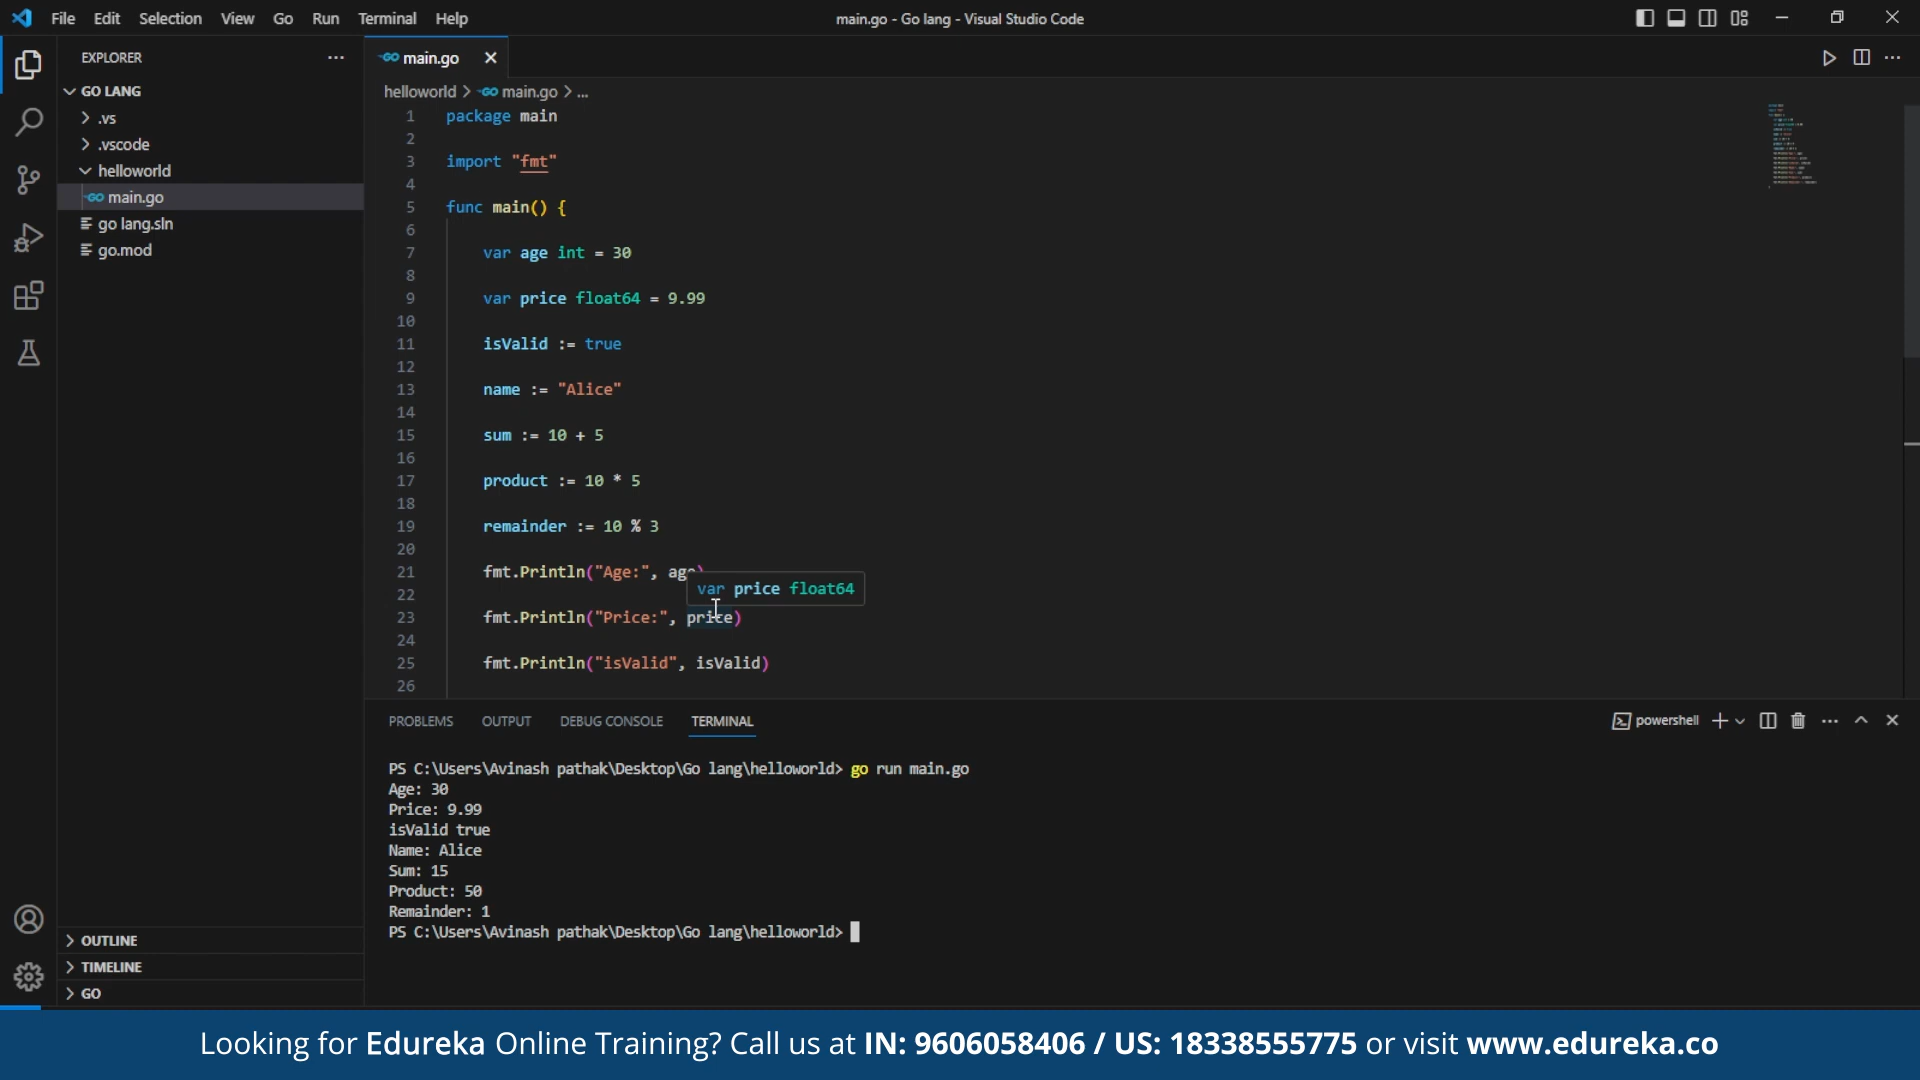 File Edit Selection View Go Run Terminal Help
main.go - Go lang - Visual Studio Code
EXPLORER
GO LANG
.vs
.vscode
helloworld
main.go
go lang.sln
go.mod
OUTLINE
TIMELINE
GO
main.go
helloworld > main.go > ...
1 package main
2
3 import "fmt"
4
5 func main() {
6
7 var age int = 30
8
9 var price float64 = 9.99
10
11 isValid := true
12
13 name := "Alice"
14
15 sum := 10 + 5
16
17 product := 10 * 5
18
19 remainder := 10 % 3
20
21 fmt.Println("Age:", age)
22
var price float64
23 fmt.Println("Price:", price)
24
25 fmt.Println("isValid", isValid)
26
PROBLEMS OUTPUT DEBUG CONSOLE TERMINAL
powershell
PS C:\Users\Avinash pathak\Desktop\Go lang\helloworld> go run main.go
Age: 30
Price: 9.99
isValid true
Name: Alice
Sum: 15
Product: 50
Remainder: 1
PS C:\Users\Avinash pathak\Desktop\Go lang\helloworld>
Looking for Edureka Online Training? Call us at IN: 9606058406 / US: 18338555775 or visit www.edureka.co